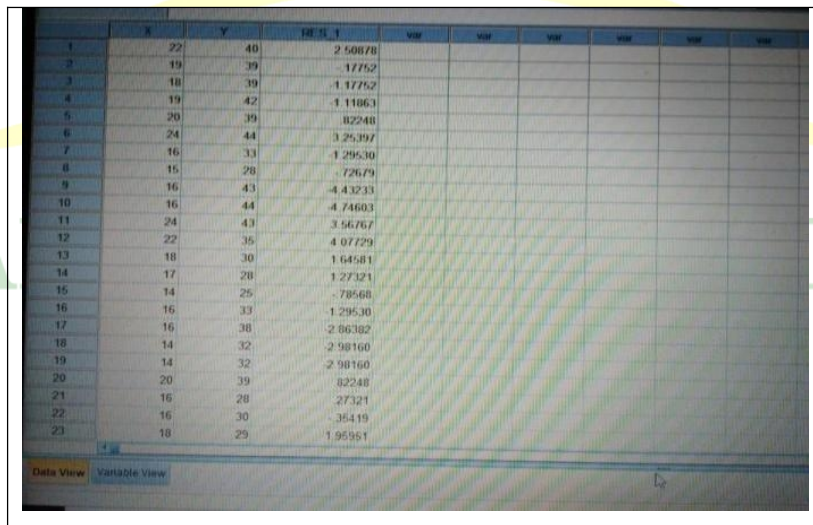 X Y RES_1 var var var var var var
1 22 40 2.50878
2 19 39 -.17752
3 18 39 -1.17752
4 19 42 -1.11863
5 20 39 .82248
6 24 44 3.25397
7 16 33 -1.29530
8 15 28 -.72679
9 16 43 -4.43233
10 16 44 -4.74603
11 24 43 3.56767
12 22 35 4.07729
13 18 30 1.64581
14 17 28 1.27321
15 14 25 -.78568
16 16 33 -1.29530
17 16 38 -2.86382
18 14 32 -2.98160
19 14 32 -2.98160
20 20 39 .82248
21 16 28 .27321
22 16 30 -.35419
23 18 29 1.95951
Data View Variable View